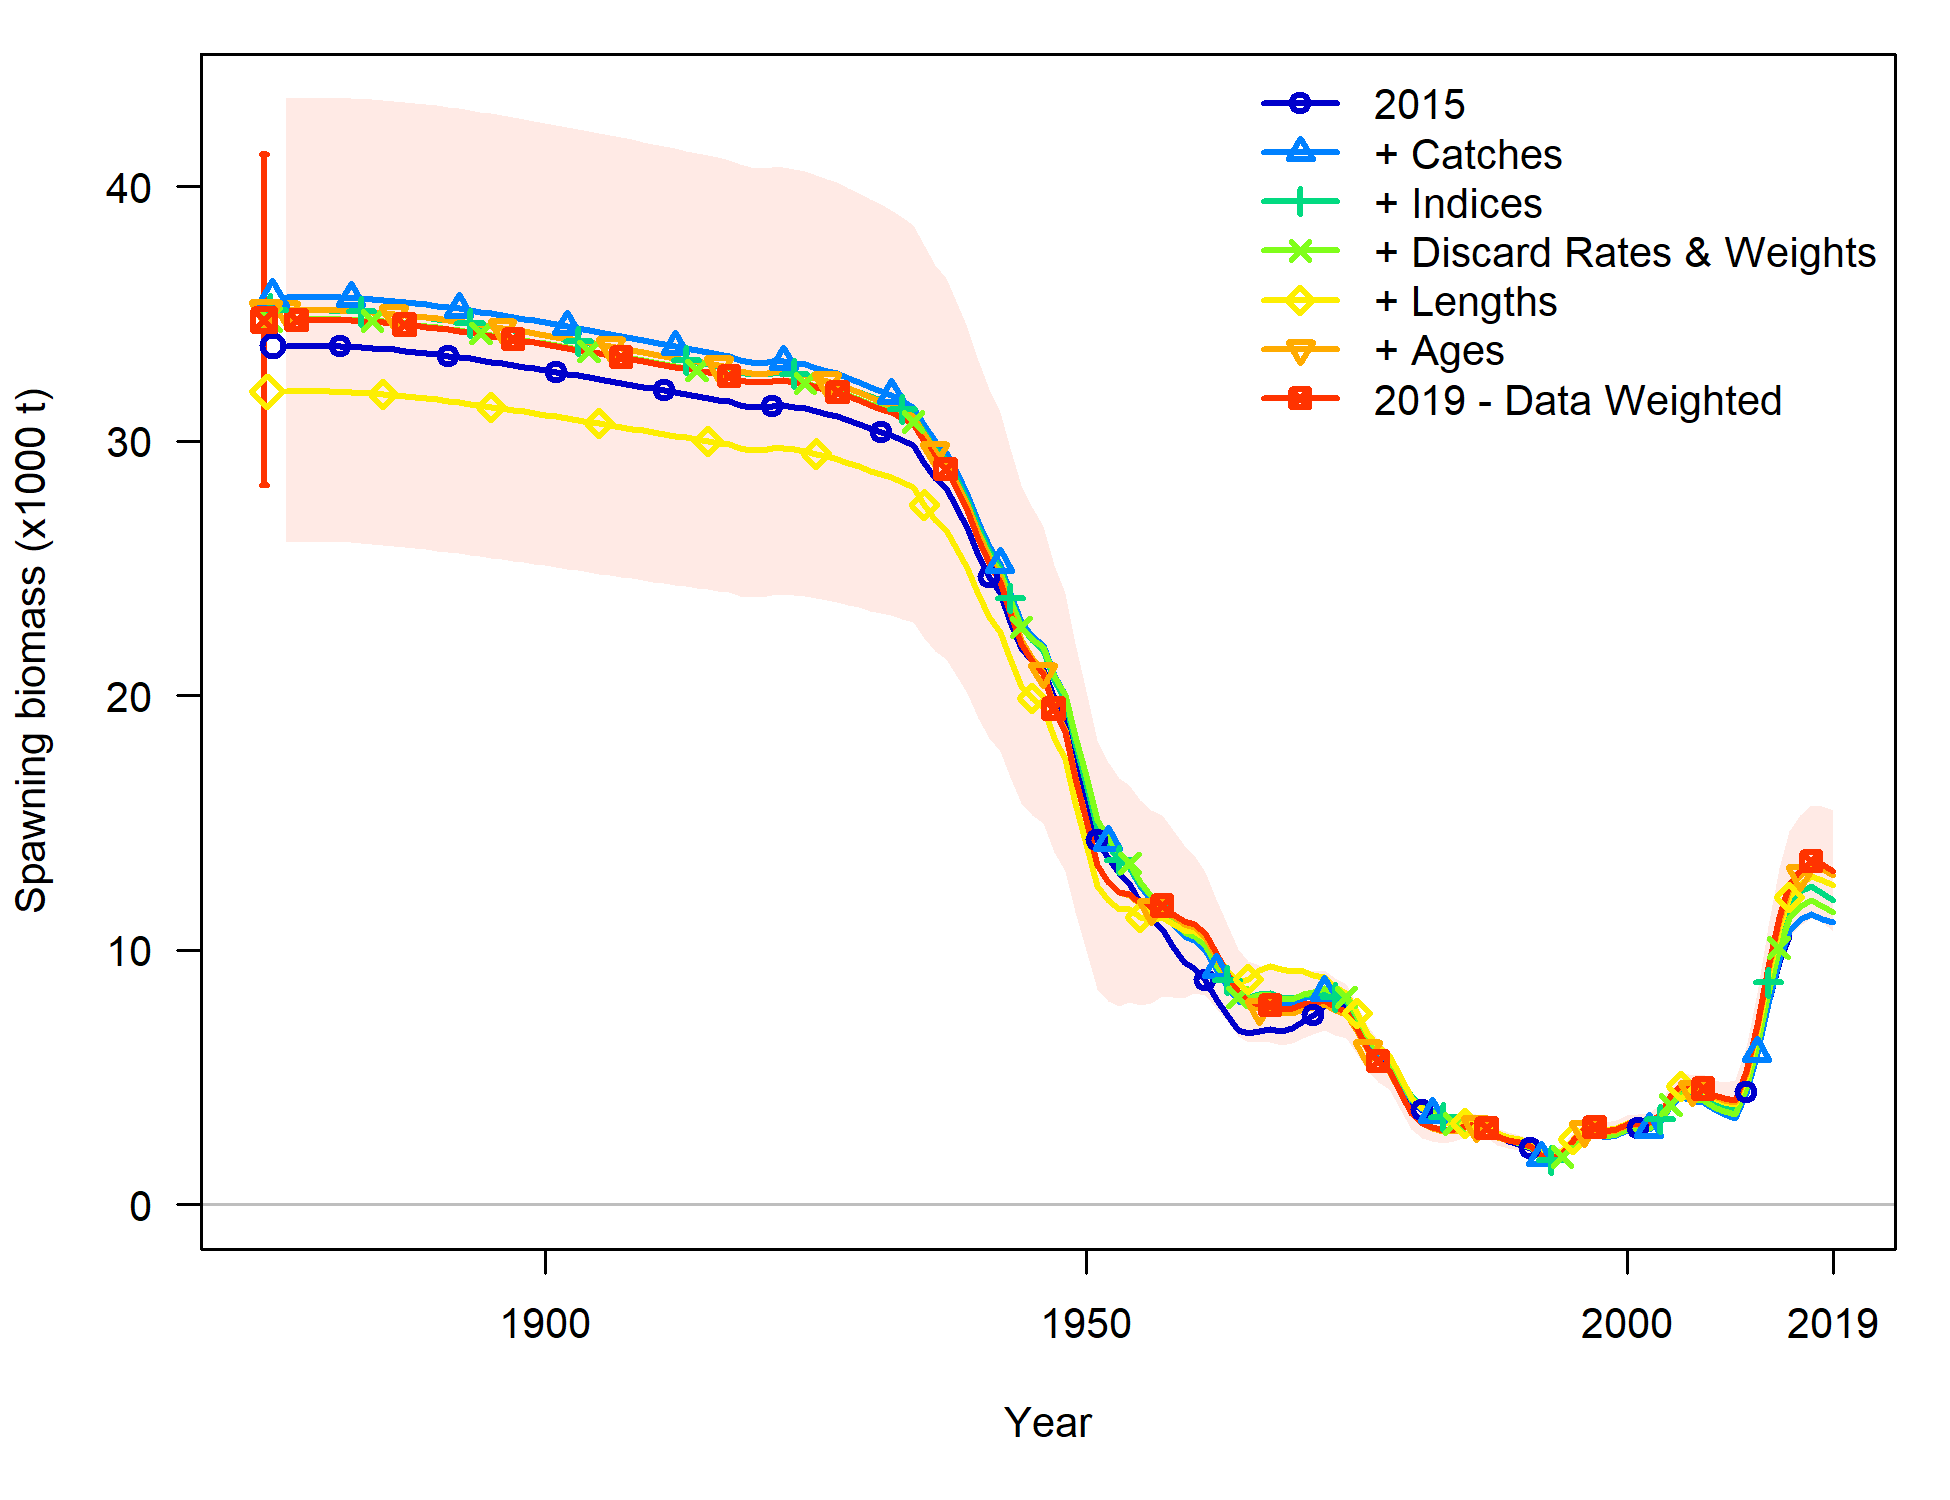 2015
+ Catches
+ Indices
+ Discard Rates & Weights
+ Lengths
+ Ages
2019 - Data Weighted
Spawning biomass (x1000 t)
40
30
20
10
0
1900
1950
2000
2019
Year